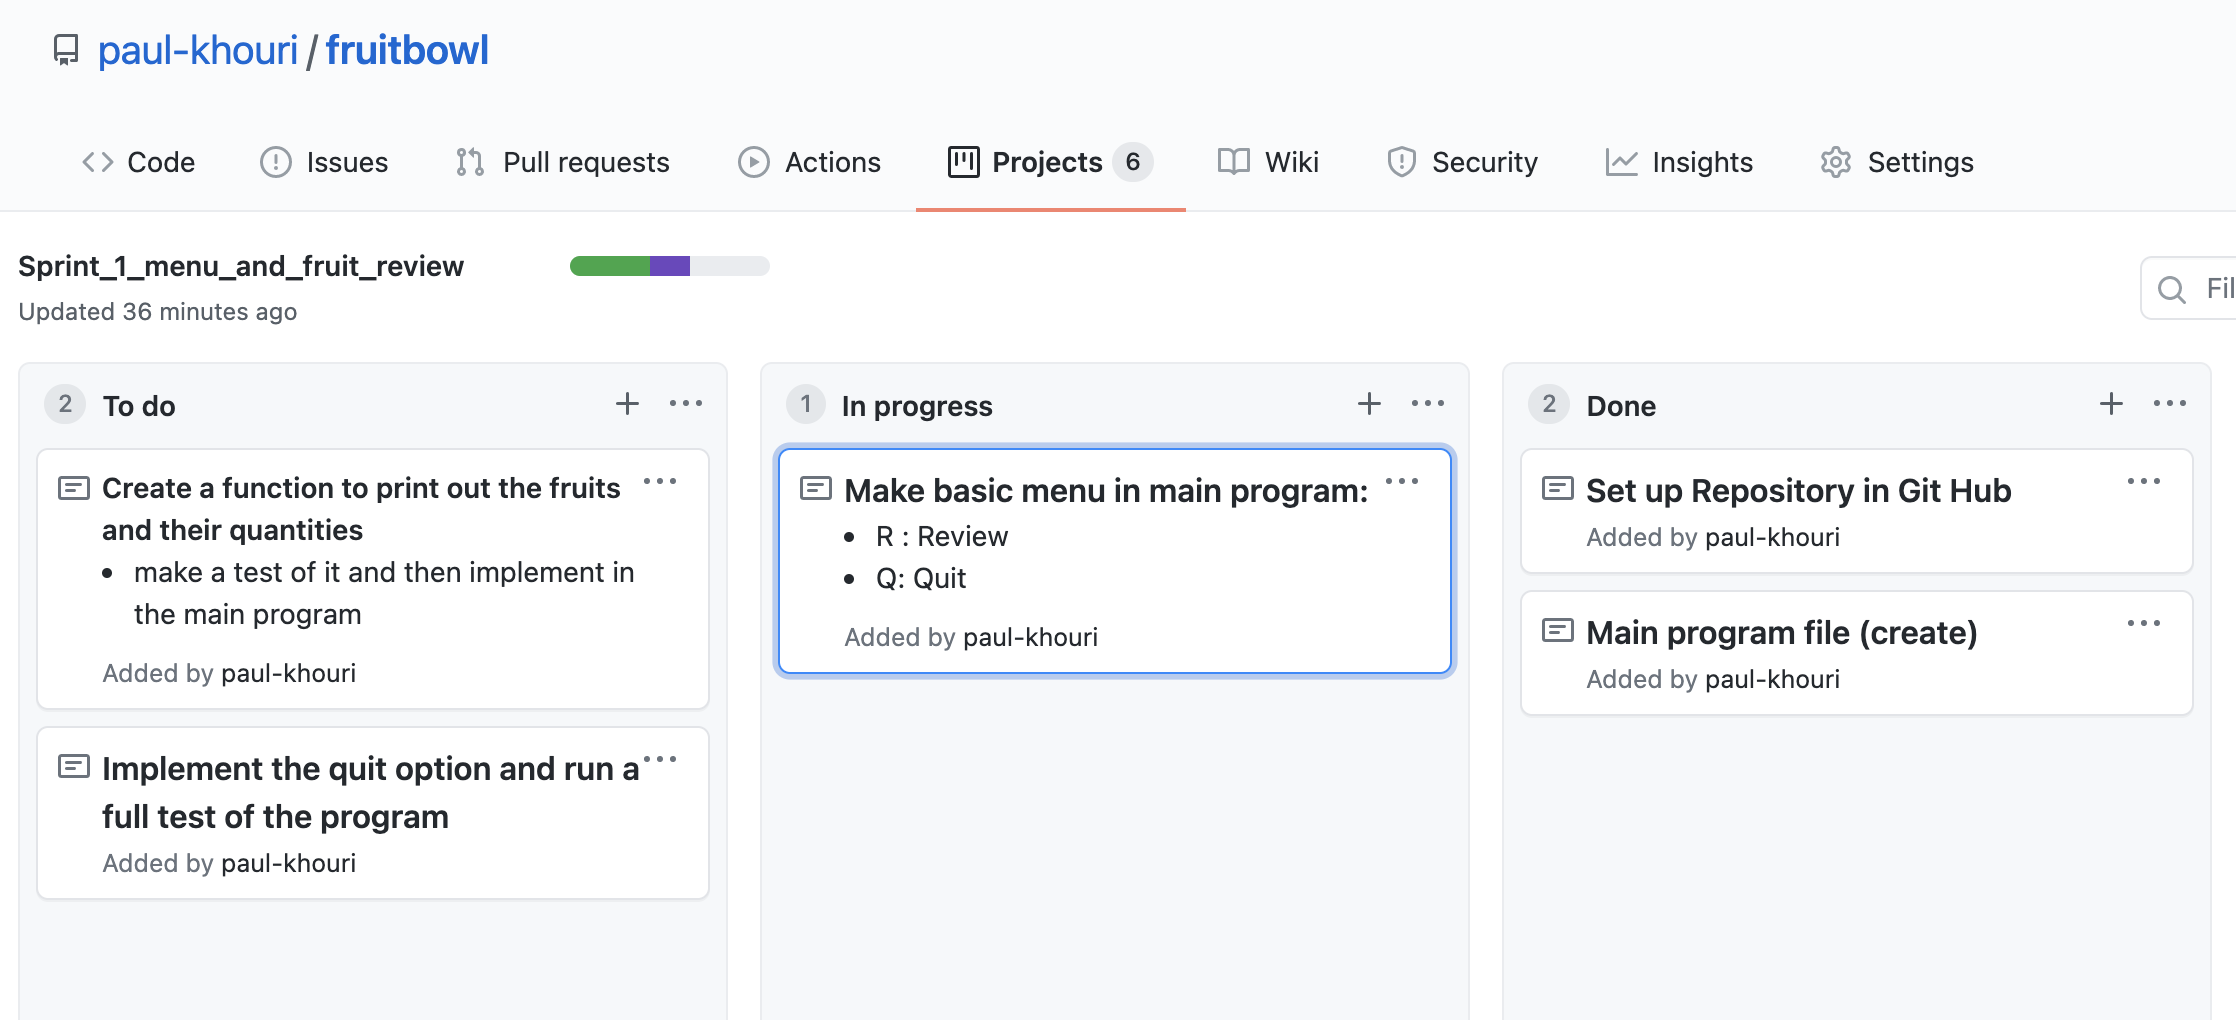 paul-khouri / fruitbowl
Code Issues Pull requests Actions Projects 6 Wiki Security Insights Settings
Sprint_1_menu_and_fruit_review
Updated 36 minutes ago
Fil
2 To do
Create a function to print out the fruits
and their quantities
• make a test of it and then implement in
the main program
Added by paul-khouri
Implement the quit option and run a
full test of the program
Added by paul-khouri
1 In progress
Make basic menu in main program:
• R : Review
• Q: Quit
Added by paul-khouri
2 Done
Set up Repository in Git Hub
Added by paul-khouri
Main program file (create)
Added by paul-khouri